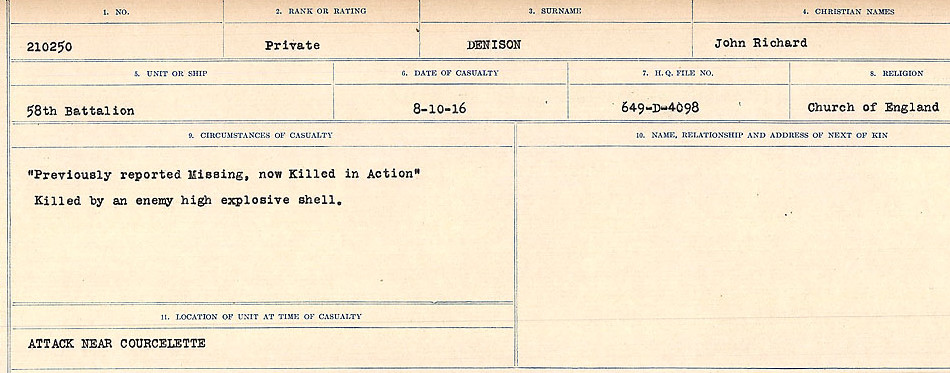 1. NO.
2. RANK OR RATING
3. SURNAME
4. CHRISTIAN NAMES
210250
Private
DENISON
John Richard
5. UNIT OR SHIP
6. DATE OF CASUALTY
7. H.Q. FILE NO.
8. RELIGION
58th Battalion
8-10-16
649-D-4098
Church of England
9. CIRCUMSTANCES OF CASUALTY
10. NAME, RELATIONSHIP AND ADDRESS OF NEXT OF KIN
"Previously reported Missing, now Killed in Action"
Killed by an enemy high explosive shell.
11. LOCATION OF UNIT AT TIME OF CASUALTY
ATTACK NEAR COURCELETTE